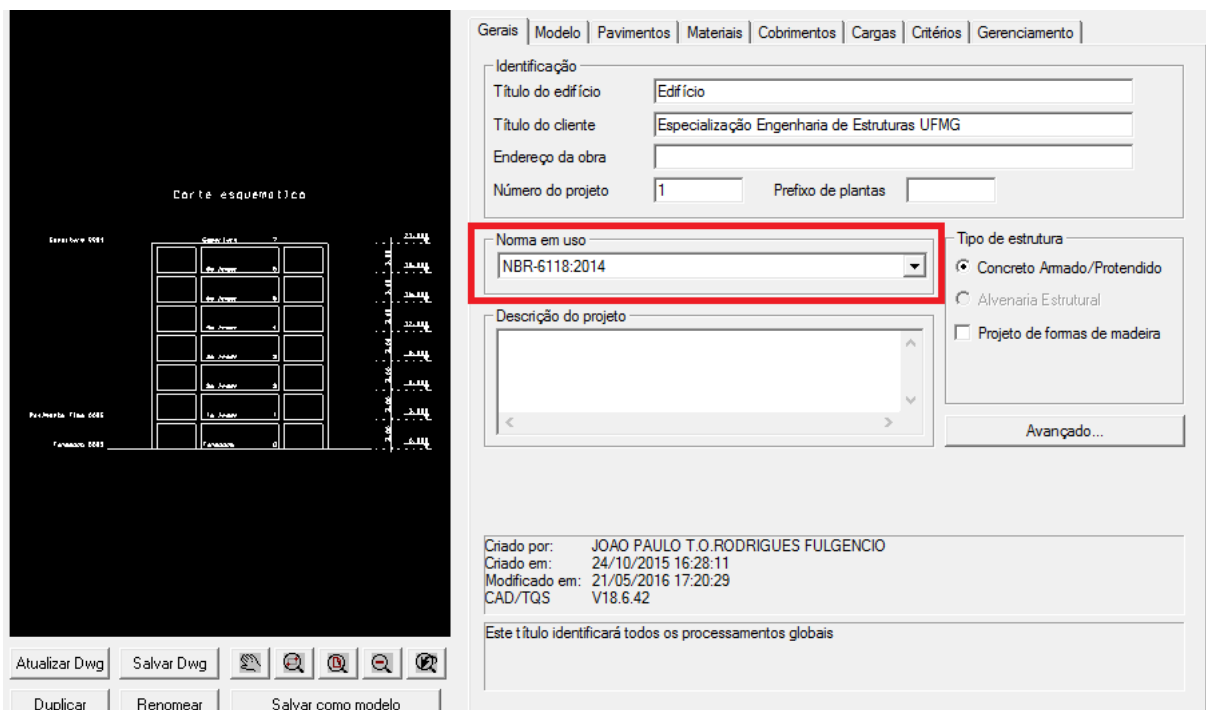 Gerais Modelo Pavimentos Materiais Cobrimentos Cargas Critérios Gerenciamento
Identificação
Título do edifício Edifício
Título do cliente Especialização Engenharia de Estruturas UFMG
Endereço da obra
Número do projeto 1 Prefixo de plantas
Norma em uso
NBR-6118:2014
Tipo de estrutura
Concreto Armado/Protendido
Alvenaria Estrutural
Projeto de formas de madeira
Descrição do projeto
Avançado...
Criado por: JOAO PAULO T.O.RODRIGUES FULGENCIO
Criado em: 24/10/2015 16:28:11
Modificado em: 21/05/2016 17:20:29
CAD/TQS V18.6.42
Este título identificará todos os processamentos globais
Corte esquematico
Atualizar Dwg Salvar Dwg
Duplicar Renomear Salvar como modelo